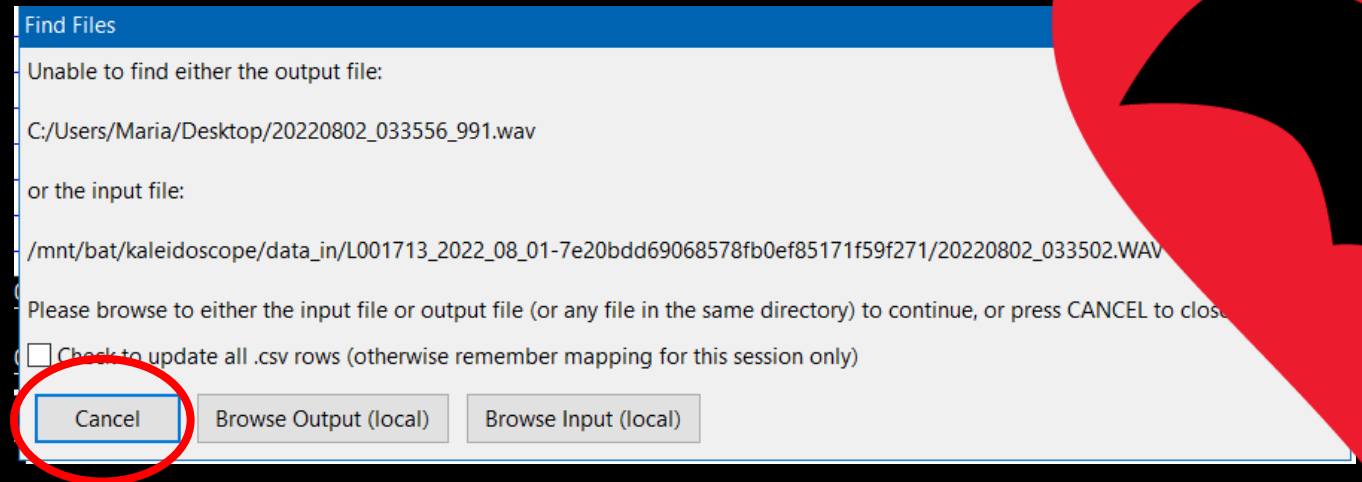 Find Files
Unable to find either the output file:
C:/Users/Maria/Desktop/20220802_033556_991.wav
or the input file:
/mnt/bat/kaleidoscope/data_in/L001713_2022_08_01-7e20bdd69068578fb0ef85171f59f271/20220802_033502.WAV
Please browse to either the input file or output file (or any file in the same directory) to continue, or press CANCEL to close
Check to update all .csv rows (otherwise remember mapping for this session only)
Cancel Browse Output (local) Browse Input (local)